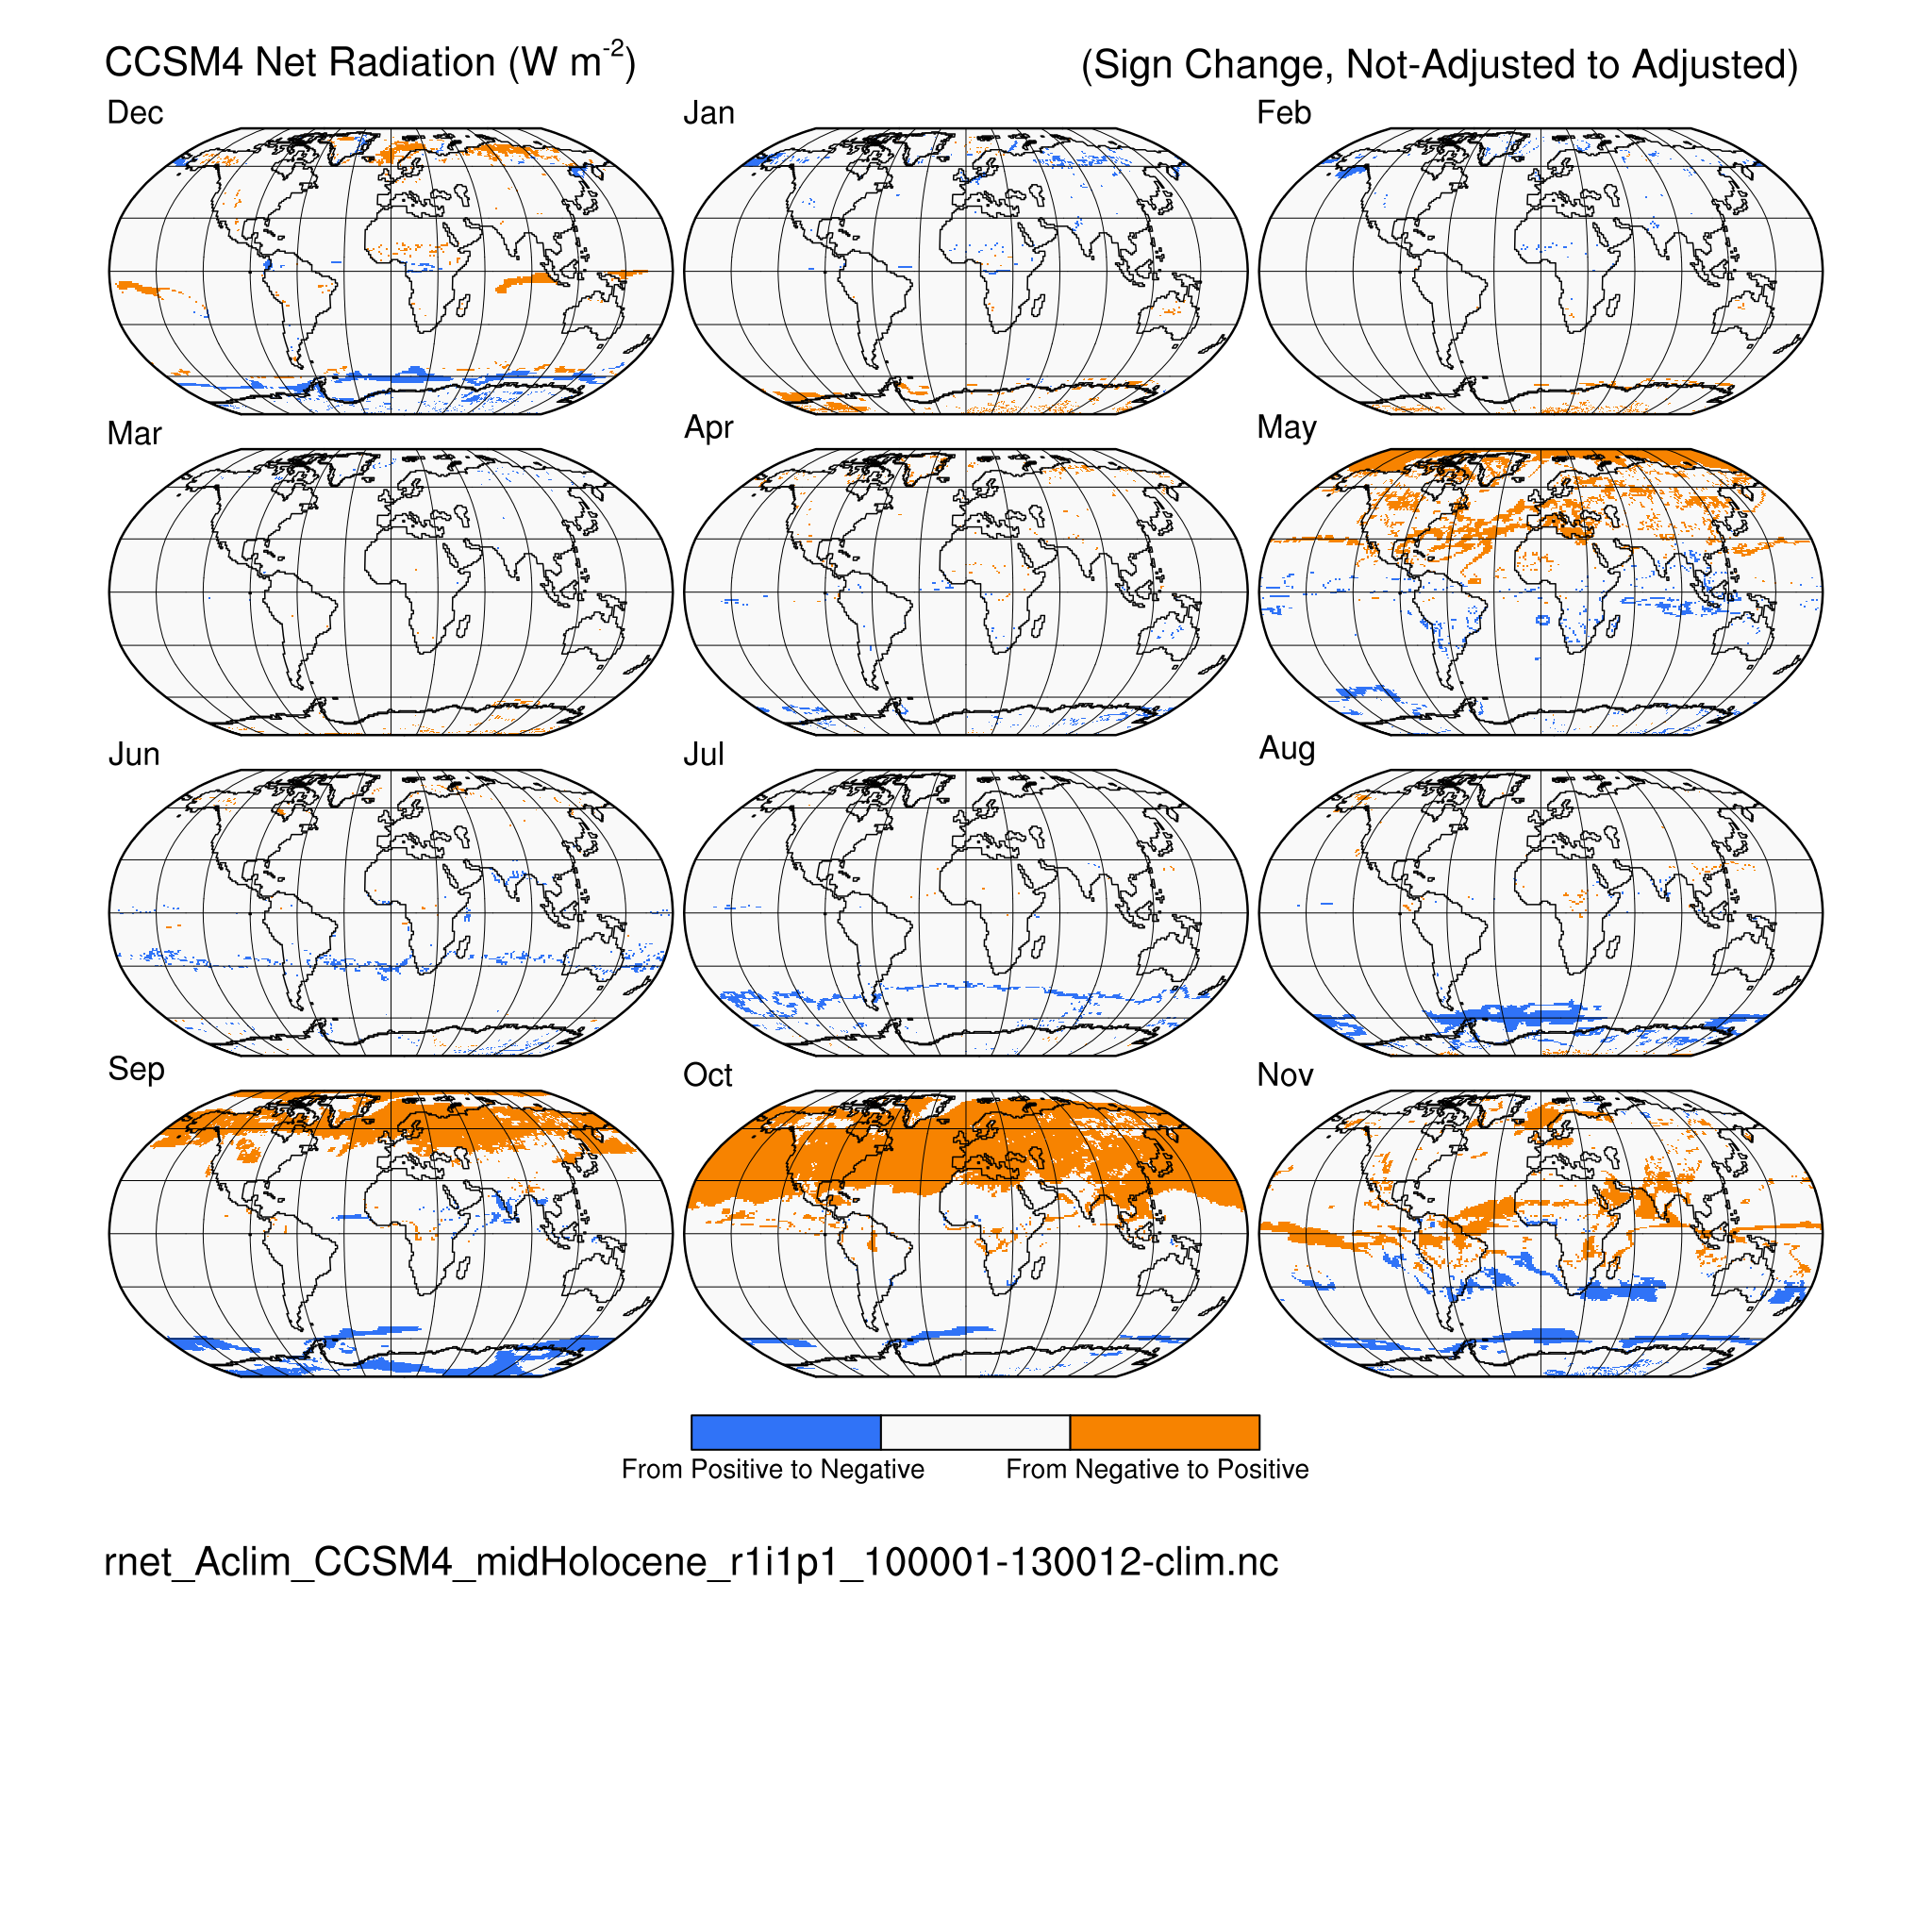 CCSM4 Net Radiation (W m-2)
(Sign Change, Not-Adjusted to Adjusted)
Dec
Jan
Feb
Mar
Apr
May
Jun
Jul
Aug
Sep
Oct
Nov
From Positive to Negative
From Negative to Positive
rnet_Aclim_CCSM4_midHolocene_r1i1p1_100001-130012-clim.nc